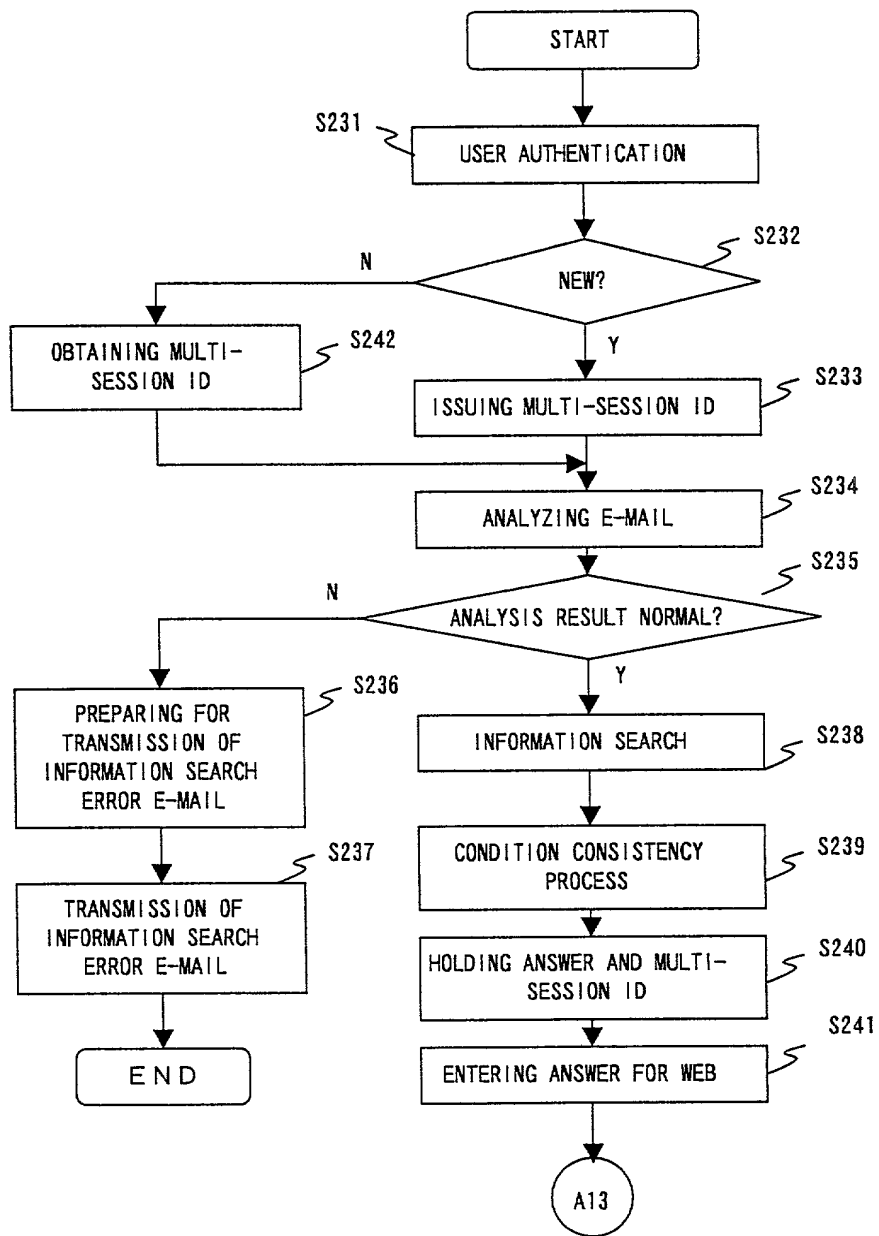 START
S231
USER AUTHENTICATION
S232
N
NEW?
S242
Y
OBTAINING MULTI-
SESSION ID
S233
ISSUING MULTI-SESSION ID
S234
ANALYZING E-MAIL
S235
N
ANALYSIS RESULT NORMAL?
S236
Y
PREPARING FOR
TRANSMISSION OF
INFORMATION SEARCH
ERROR E-MAIL
INFORMATION SEARCH
S238
S237
CONDITION CONSISTENCY
PROCESS
S239
TRANSMISSION OF
INFORMATION SEARCH
ERROR E-MAIL
HOLDING ANSWER AND MULTI-
SESSION ID
S240
S241
END
ENTERING ANSWER FOR WEB
A13